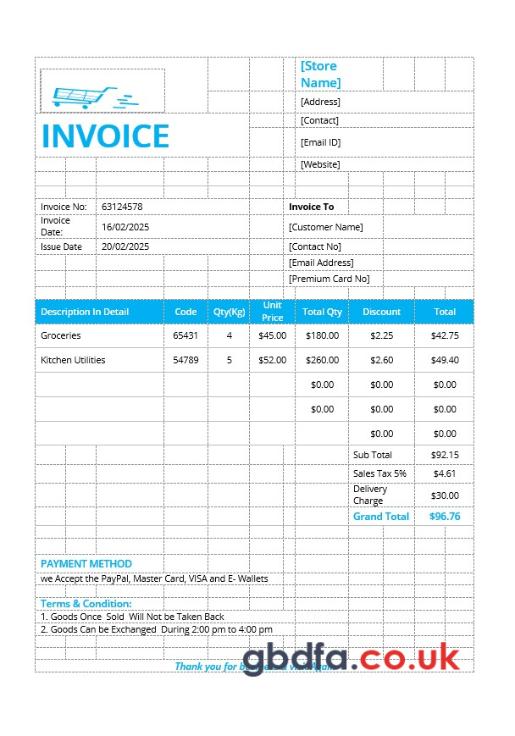 [Store
Name]
[Address]
[Contact]
INVOICE
[Email ID]
[Website]
Invoice No: 63124578 Invoice To
Invoice
Date: 16/02/2025 [Customer Name]
Issue Date 20/02/2025 [Contact No]
[Email Address]
[Premium Card No]
Description In Detail Code Qty(Kg) Unit Price Total Qty Discount Total
Groceries 65431 4 $45.00 $180.00 $2.25 $42.75
Kitchen Utilities 54789 5 $52.00 $260.00 $2.60 $49.40
$0.00 $0.00 $0.00
$0.00 $0.00 $0.00
$0.00 $0.00
Sub Total $92.15
Sales Tax 5% $4.61
Delivery
Charge $30.00
Grand Total $96.76
PAYMENT METHOD
we Accept the PayPal, Master Card, VISA and E- Wallets
Terms & Condition:
1. Goods Once Sold Will Not be Taken Back
2. Goods Can be Exchanged During 2:00 pm to 4:00 pm
Thank you for
gbdfa.co.uk